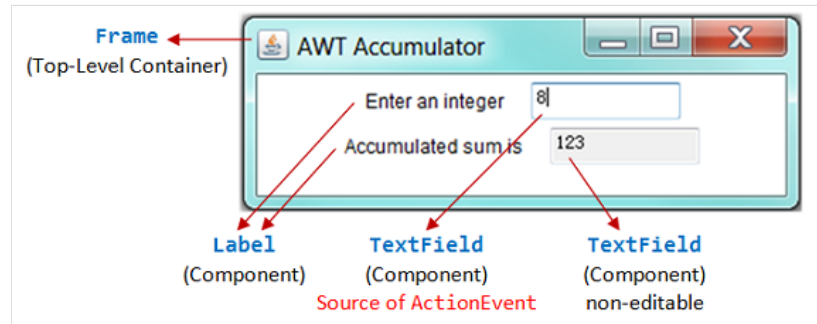 Frame
(Top-Level Container)
AWT Accumulator
Enter an integer 8
Accumulated sum is 123
Label TextField TextField
(Component) (Component) (Component)
Source of ActionEvent non-editable